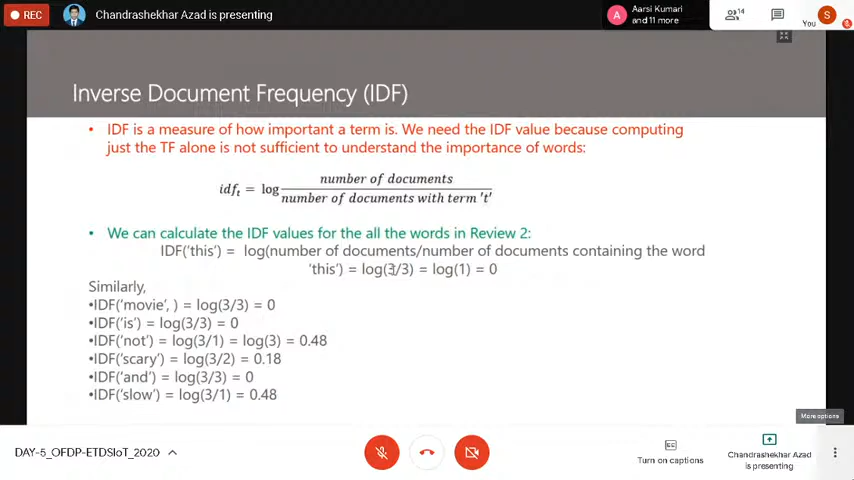 REC
Chandrashekhar Azad is presenting
A
Aarsi Kumari
and 11 more
14
S
You
Inverse Document Frequency (IDF)
• IDF is a measure of how important a term is. We need the IDF value because computing
just the TF alone is not sufficient to understand the importance of words:
idfₜ = log number of documents / number of documents with term 't'
• We can calculate the IDF values for the all the words in Review 2:
IDF('this') = log(number of documents/number of documents containing the word
'this') = log(3/3) = log(1) = 0
Similarly,
•IDF('movie', ) = log(3/3) = 0
•IDF('is') = log(3/3) = 0
•IDF('not') = log(3/1) = log(3) = 0.48
•IDF('scary') = log(3/2) = 0.18
•IDF('and') = log(3/3) = 0
•IDF('slow') = log(3/1) = 0.48
More options
DAY-5_OFDP-ETDSIoT_2020
Turn on captions
Chandrashekhar Azad
is presenting